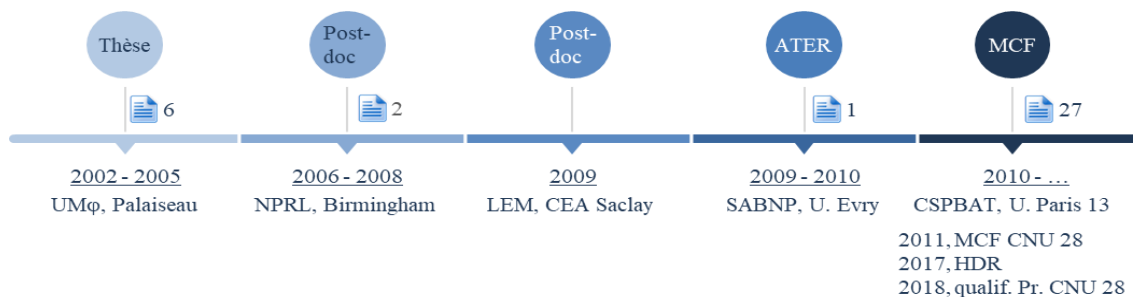 Thèse
Post-
doc
Post-
doc
ATER
MCF
6
2
1
27
2002 - 2005
2006 - 2008
2009
2009 - 2010
2010 - ...
UMφ, Palaiseau
NPRL, Birmingham
LEM, CEA Saclay
SABNP, U. Evry
CSPBAT, U. Paris 13
2011, MCF CNU 28
2017, HDR
2018, qualif. Pr. CNU 28